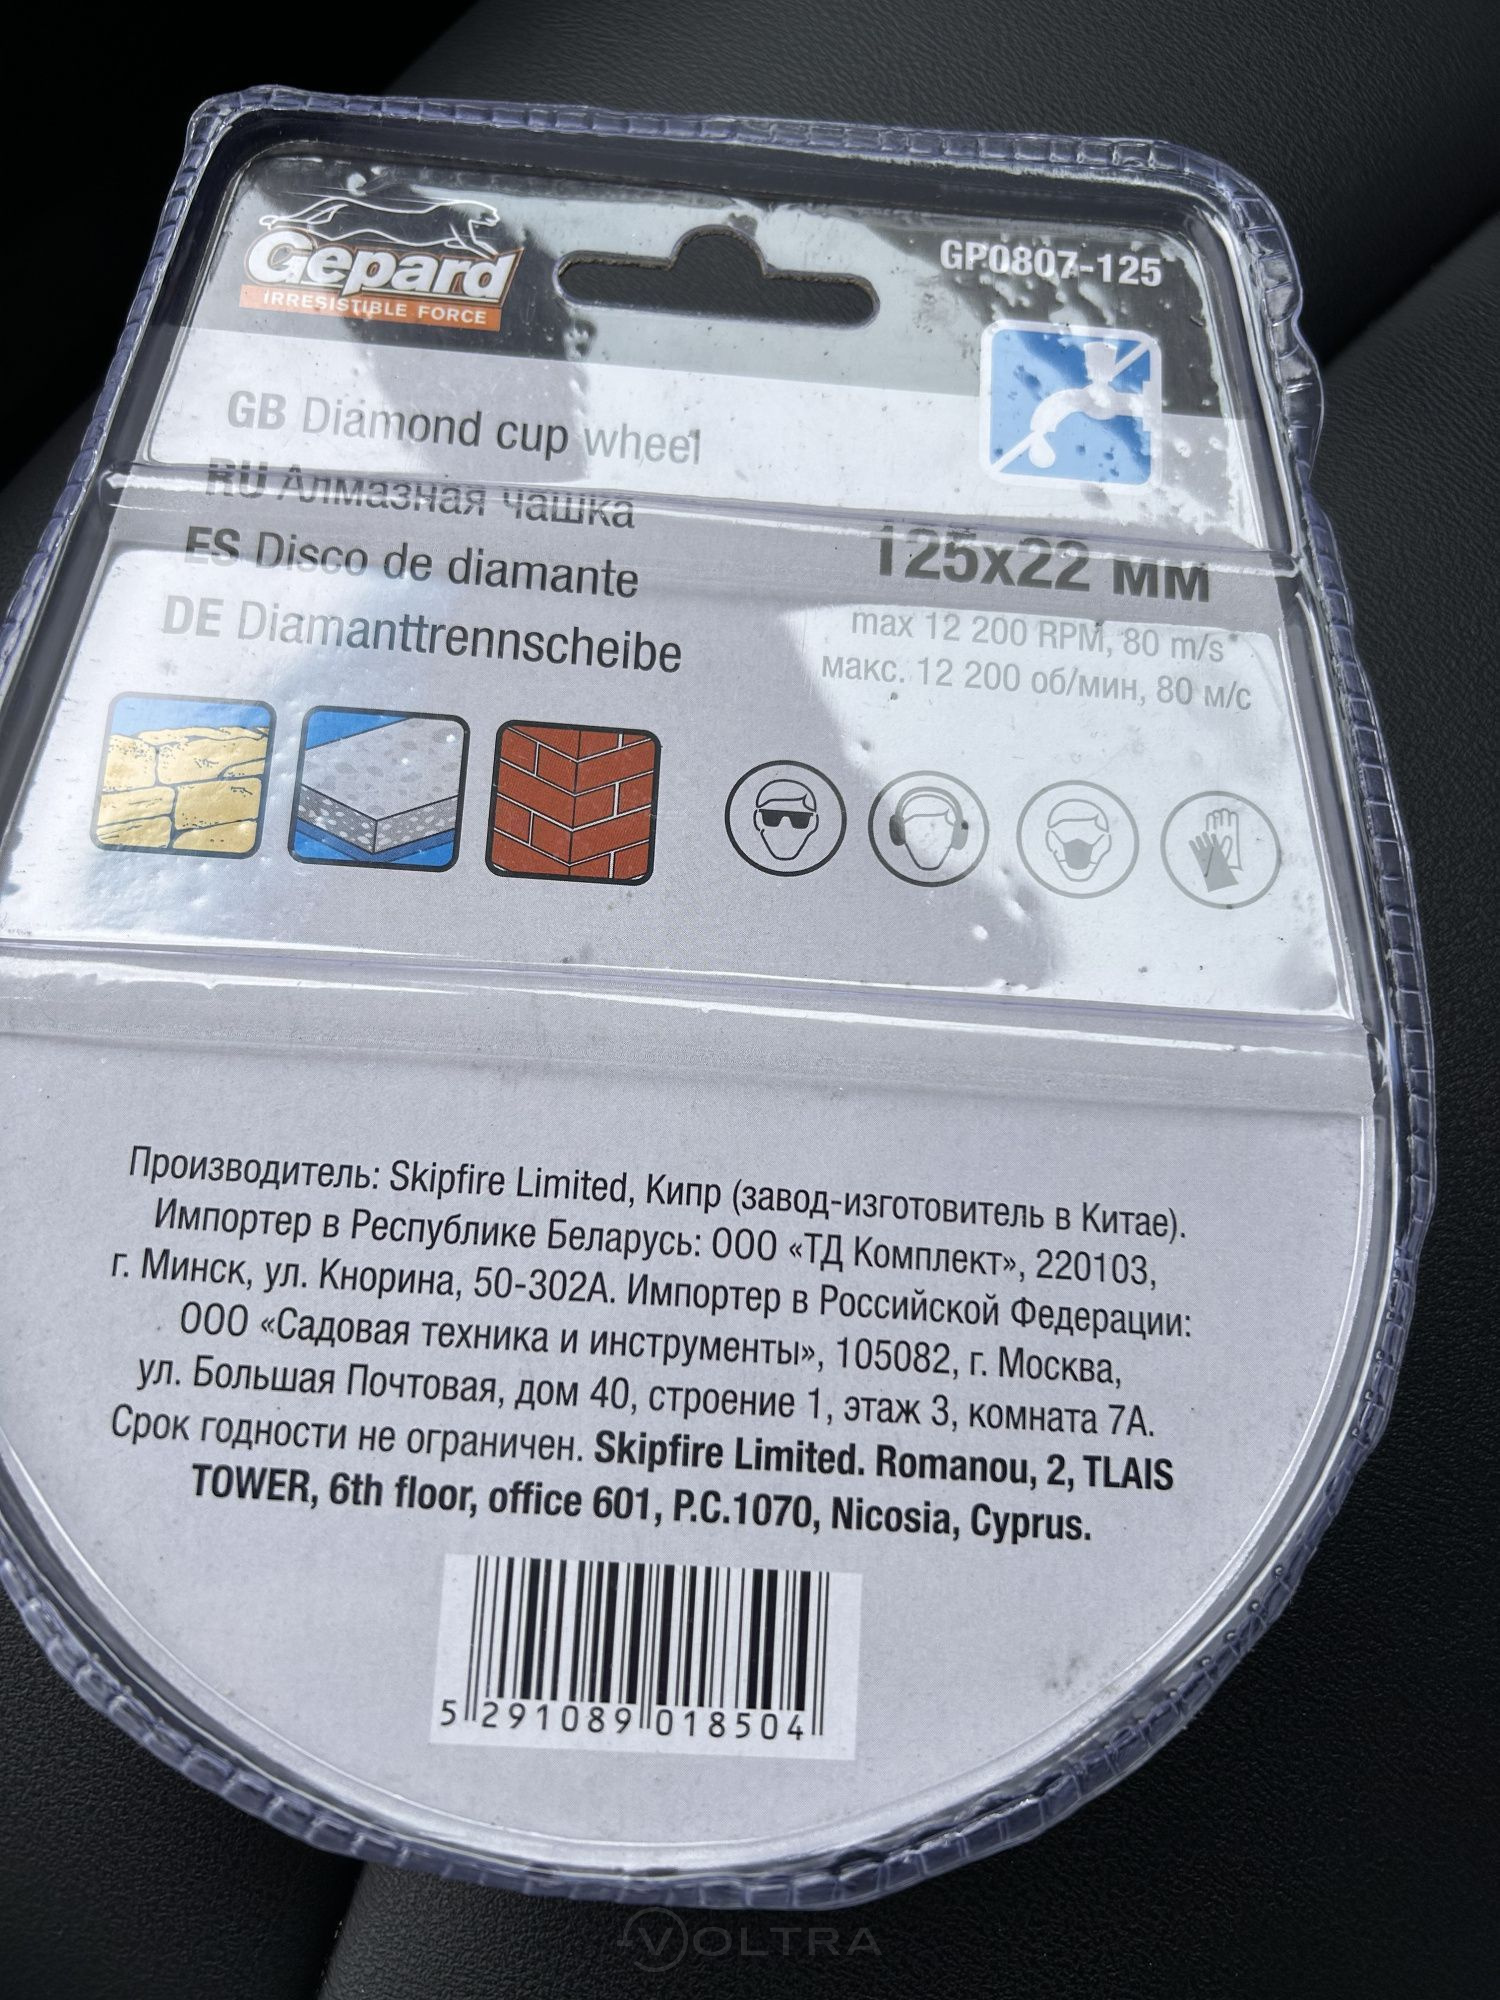 Gepard
IRRESISTIBLE FORCE
GP0807-125
GB Diamond cup wheel
RU Алмазная чашка
ES Disco de diamante
DE Diamanttrennscheibe
125x22 мм
max 12 200 RPM, 80 m/s
макс. 12 200 об/мин, 80 м/с
Производитель: Skipfire Limited, Кипр (завод-изготовитель в Китае).
Импортер в Республике Беларусь: ООО «ТД Комплект», 220103,
г. Минск, ул. Кнорина, 50-302А. Импортер в Российской Федерации:
ООО «Садовая техника и инструменты», 105082, г. Москва,
ул. Большая Почтовая, дом 40, строение 1, этаж 3, комната 7А.
Срок годности не ограничен. Skipfire Limited. Romanou, 2, TLAIS
TOWER, 6th floor, office 601, P.C.1070, Nicosia, Cyprus.
5 291089 018504
VOLTRA